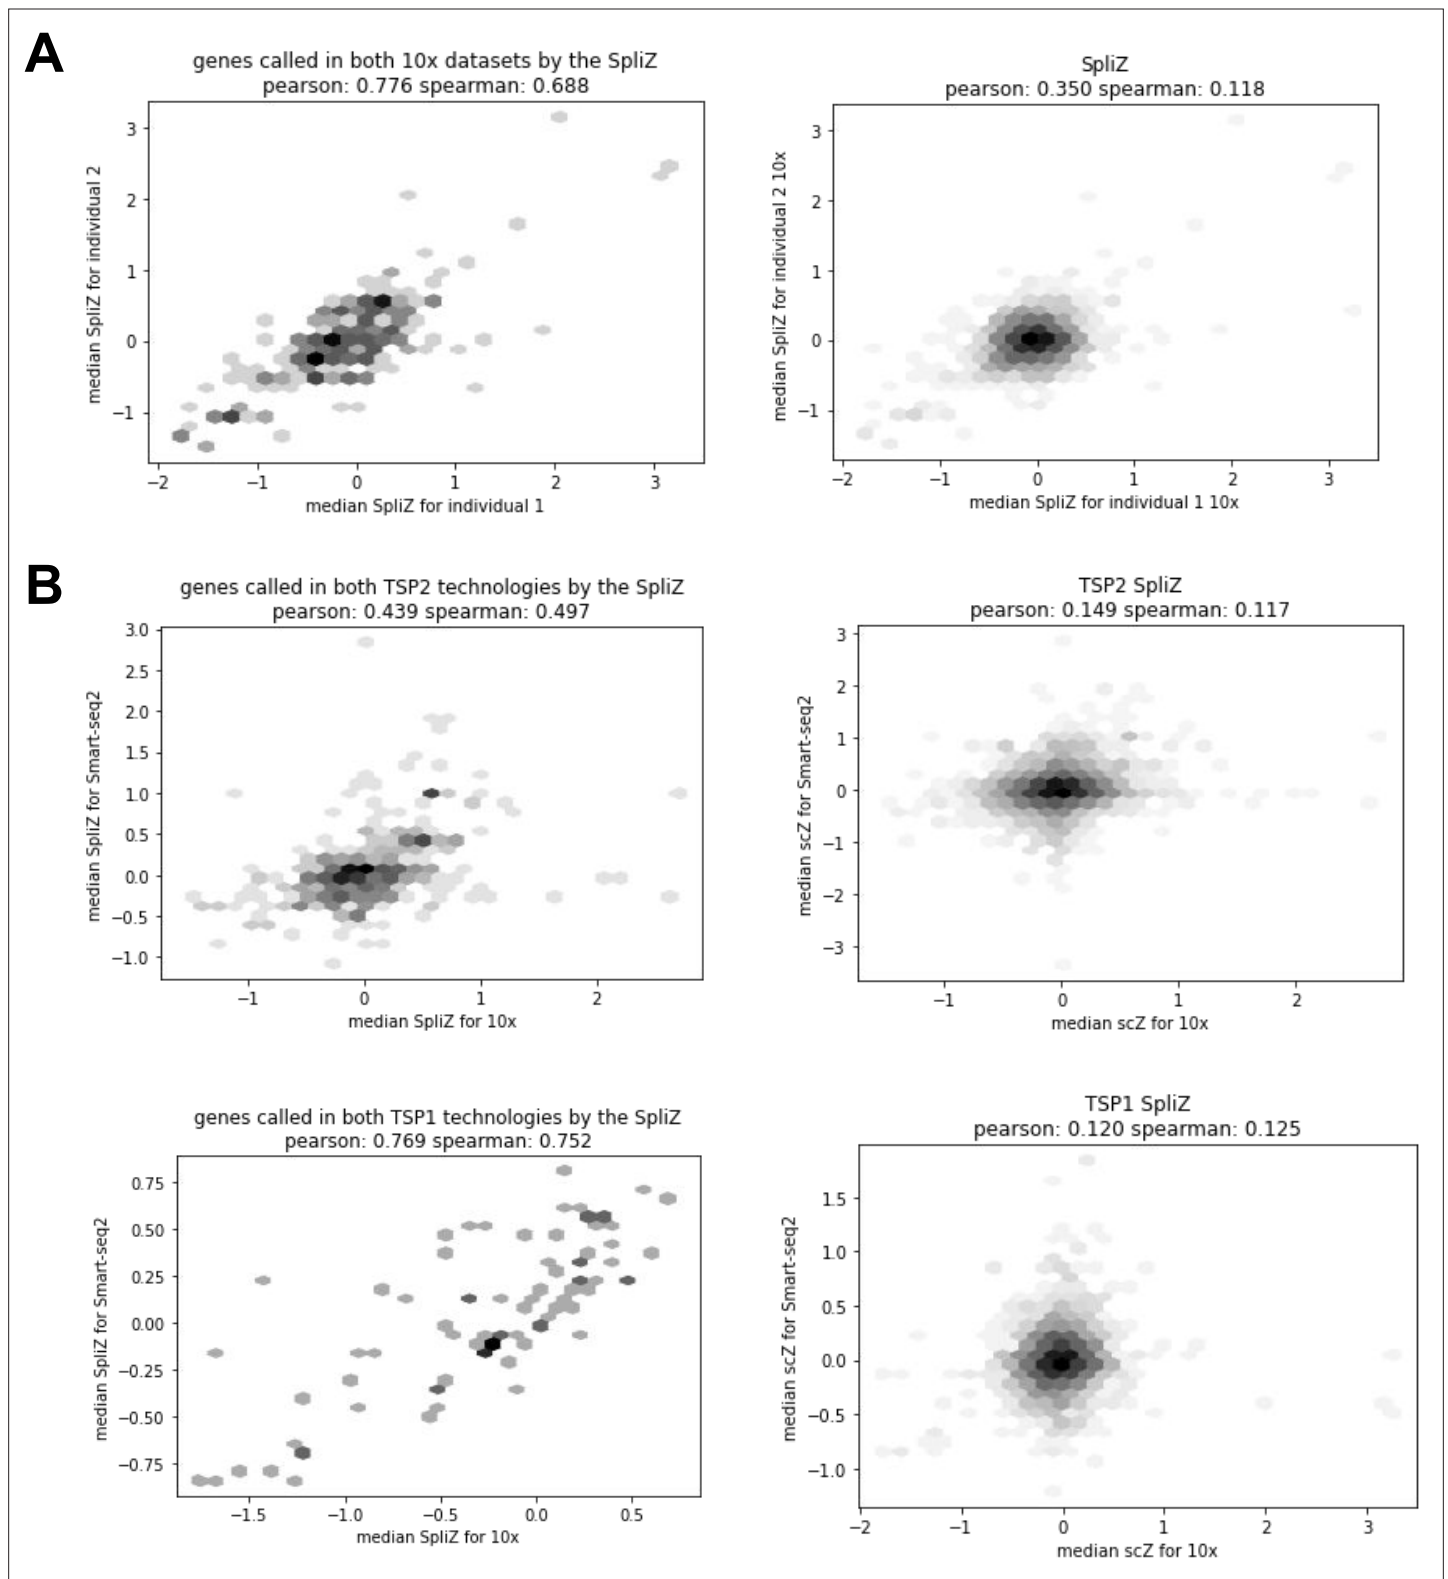 A
genes called in both 10x datasets by the SpliZ
pearson: 0.776 spearman: 0.688
median SpliZ for individual 2
3
2
1
0
−1
−2 −1 0 1 2 3
median SpliZ for individual 1
SpliZ
pearson: 0.350 spearman: 0.118
median SpliZ for individual 2 10x
3
2
1
0
−1
−2 −1 0 1 2 3
median SpliZ for individual 1 10x
B
genes called in both TSP2 technologies by the SpliZ
pearson: 0.439 spearman: 0.497
median SpliZ for Smart-seq2
3.0
2.5
2.0
1.5
1.0
0.5
0.0
−0.5
−1.0
−1 0 1 2
median SpliZ for 10x
TSP2 SpliZ
pearson: 0.149 spearman: 0.117
median scZ for Smart-seq2
3
2
1
0
−1
−2
−3
−1 0 1 2
median scZ for 10x
genes called in both TSP1 technologies by the SpliZ
pearson: 0.769 spearman: 0.752
median SpliZ for Smart-seq2
0.75
0.50
0.25
0.00
−0.25
−0.50
−0.75
−1.5 −1.0 −0.5 0.0 0.5
median SpliZ for 10x
TSP1 SpliZ
pearson: 0.120 spearman: 0.125
median scZ for Smart-seq2
1.5
1.0
0.5
0.0
−0.5
−1.0
−2 −1 0 1 2 3
median scZ for 10x